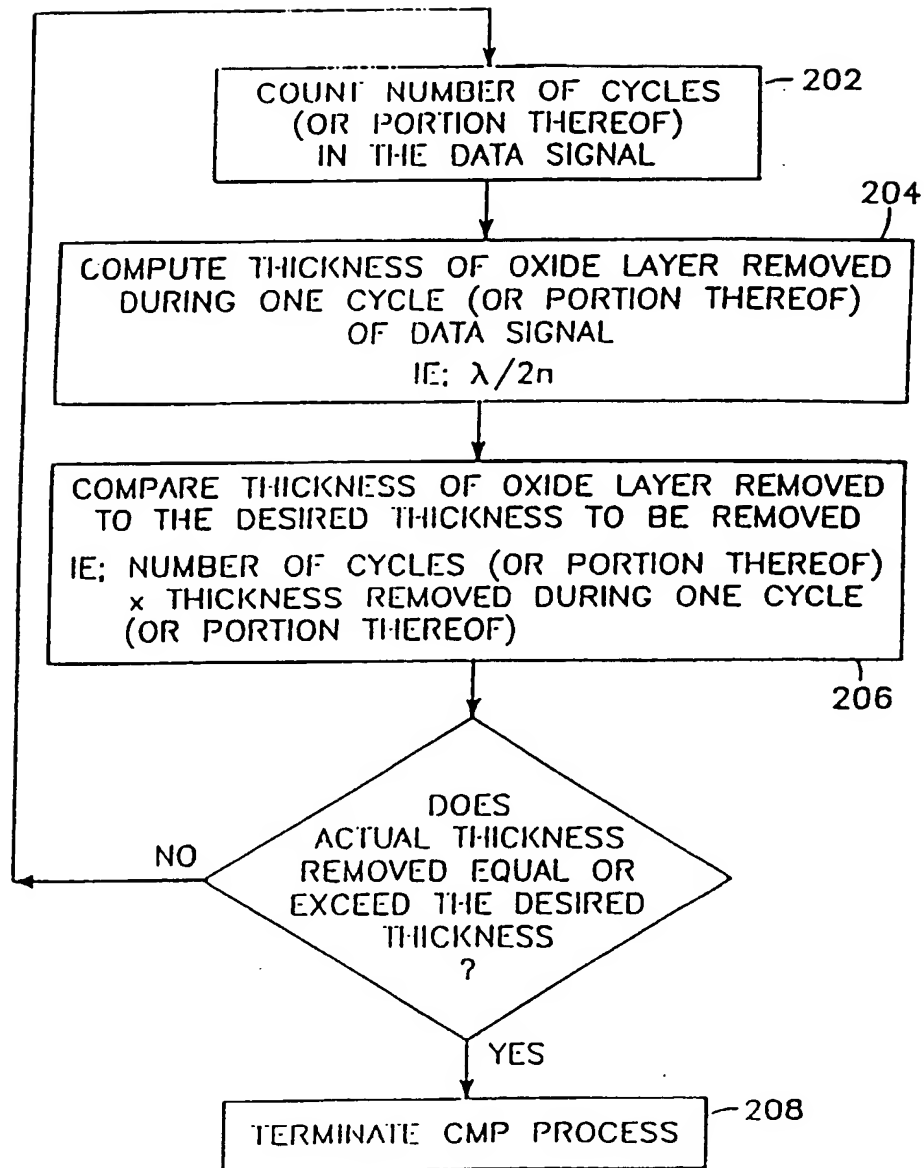 COUNT NUMBER OF CYCLES
(OR PORTION THEREOF)
IN THE DATA SIGNAL
202
204
COMPUTE THICKNESS OF OXIDE LAYER REMOVED
DURING ONE CYCLE (OR PORTION THEREOF)
OF DATA SIGNAL
IE: λ/2n
COMPARE THICKNESS OF OXIDE LAYER REMOVED
TO THE DESIRED THICKNESS TO BE REMOVED
IE: NUMBER OF CYCLES (OR PORTION THEREOF)
x THICKNESS REMOVED DURING ONE CYCLE
(OR PORTION THEREOF)
206
DOES
ACTUAL THICKNESS
REMOVED EQUAL OR
EXCEED THE DESIRED
THICKNESS
?
NO
YES
TERMINATE CMP PROCESS
208